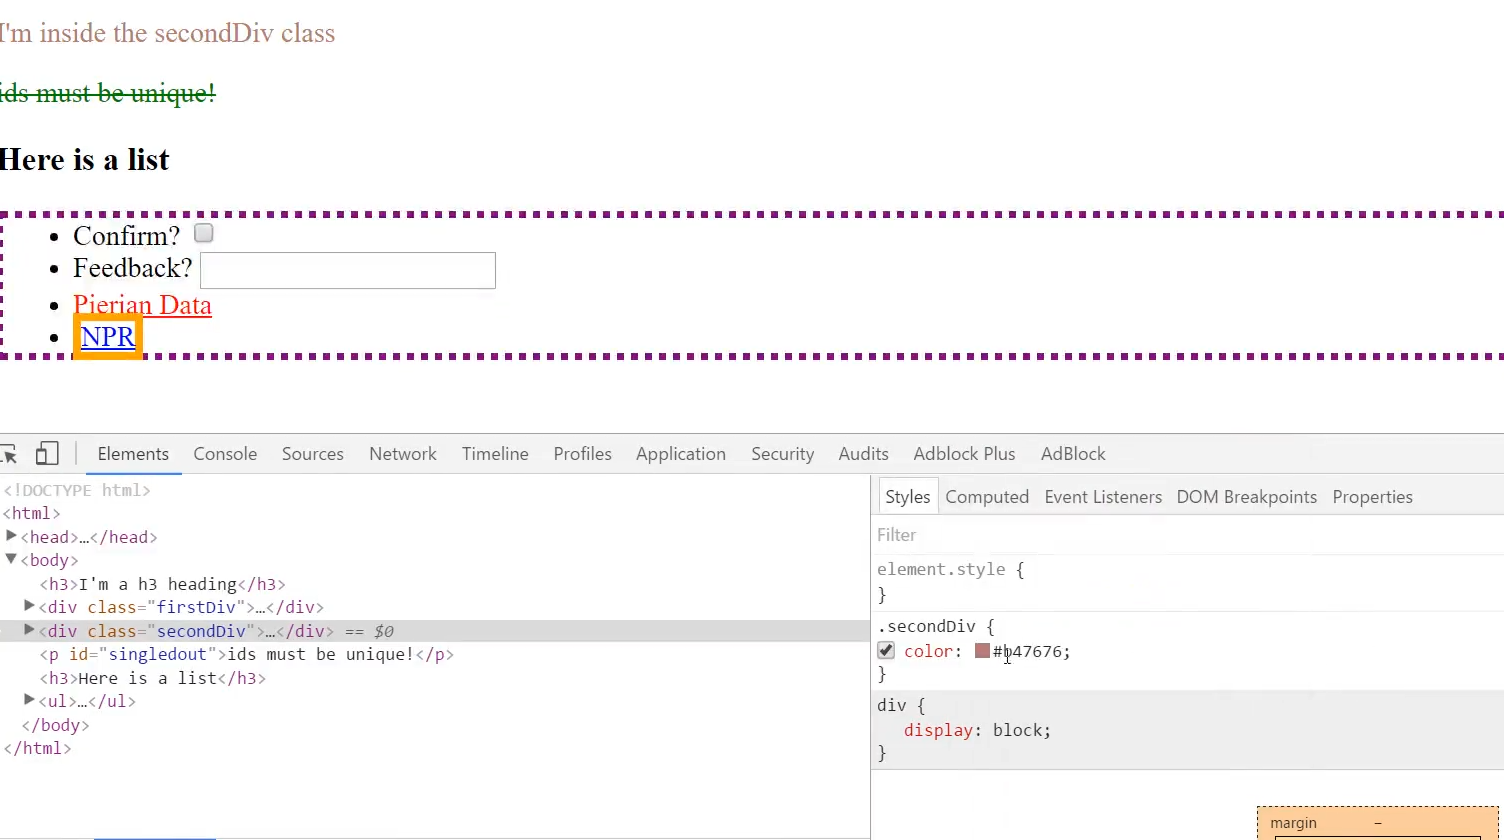 I'm inside the secondDiv class
ids must be unique!
Here is a list
Confirm?
Feedback?
Pierian Data
NPR
Elements Console Sources Network Timeline Profiles Application Security Audits Adblock Plus AdBlock
<!DOCTYPE html>
<html>
<head>…</head>
<body>
<h3>I'm a h3 heading</h3>
<div class="firstDiv">…</div>
<div class="secondDiv">…</div> == $0
<p id="singledout">ids must be unique!</p>
<h3>Here is a list</h3>
<ul>…</ul>
</body>
</html>
Styles Computed Event Listeners DOM Breakpoints Properties
Filter
element.style {
}
.secondDiv {
color: #b47676;
}
div {
display: block;
}
margin –